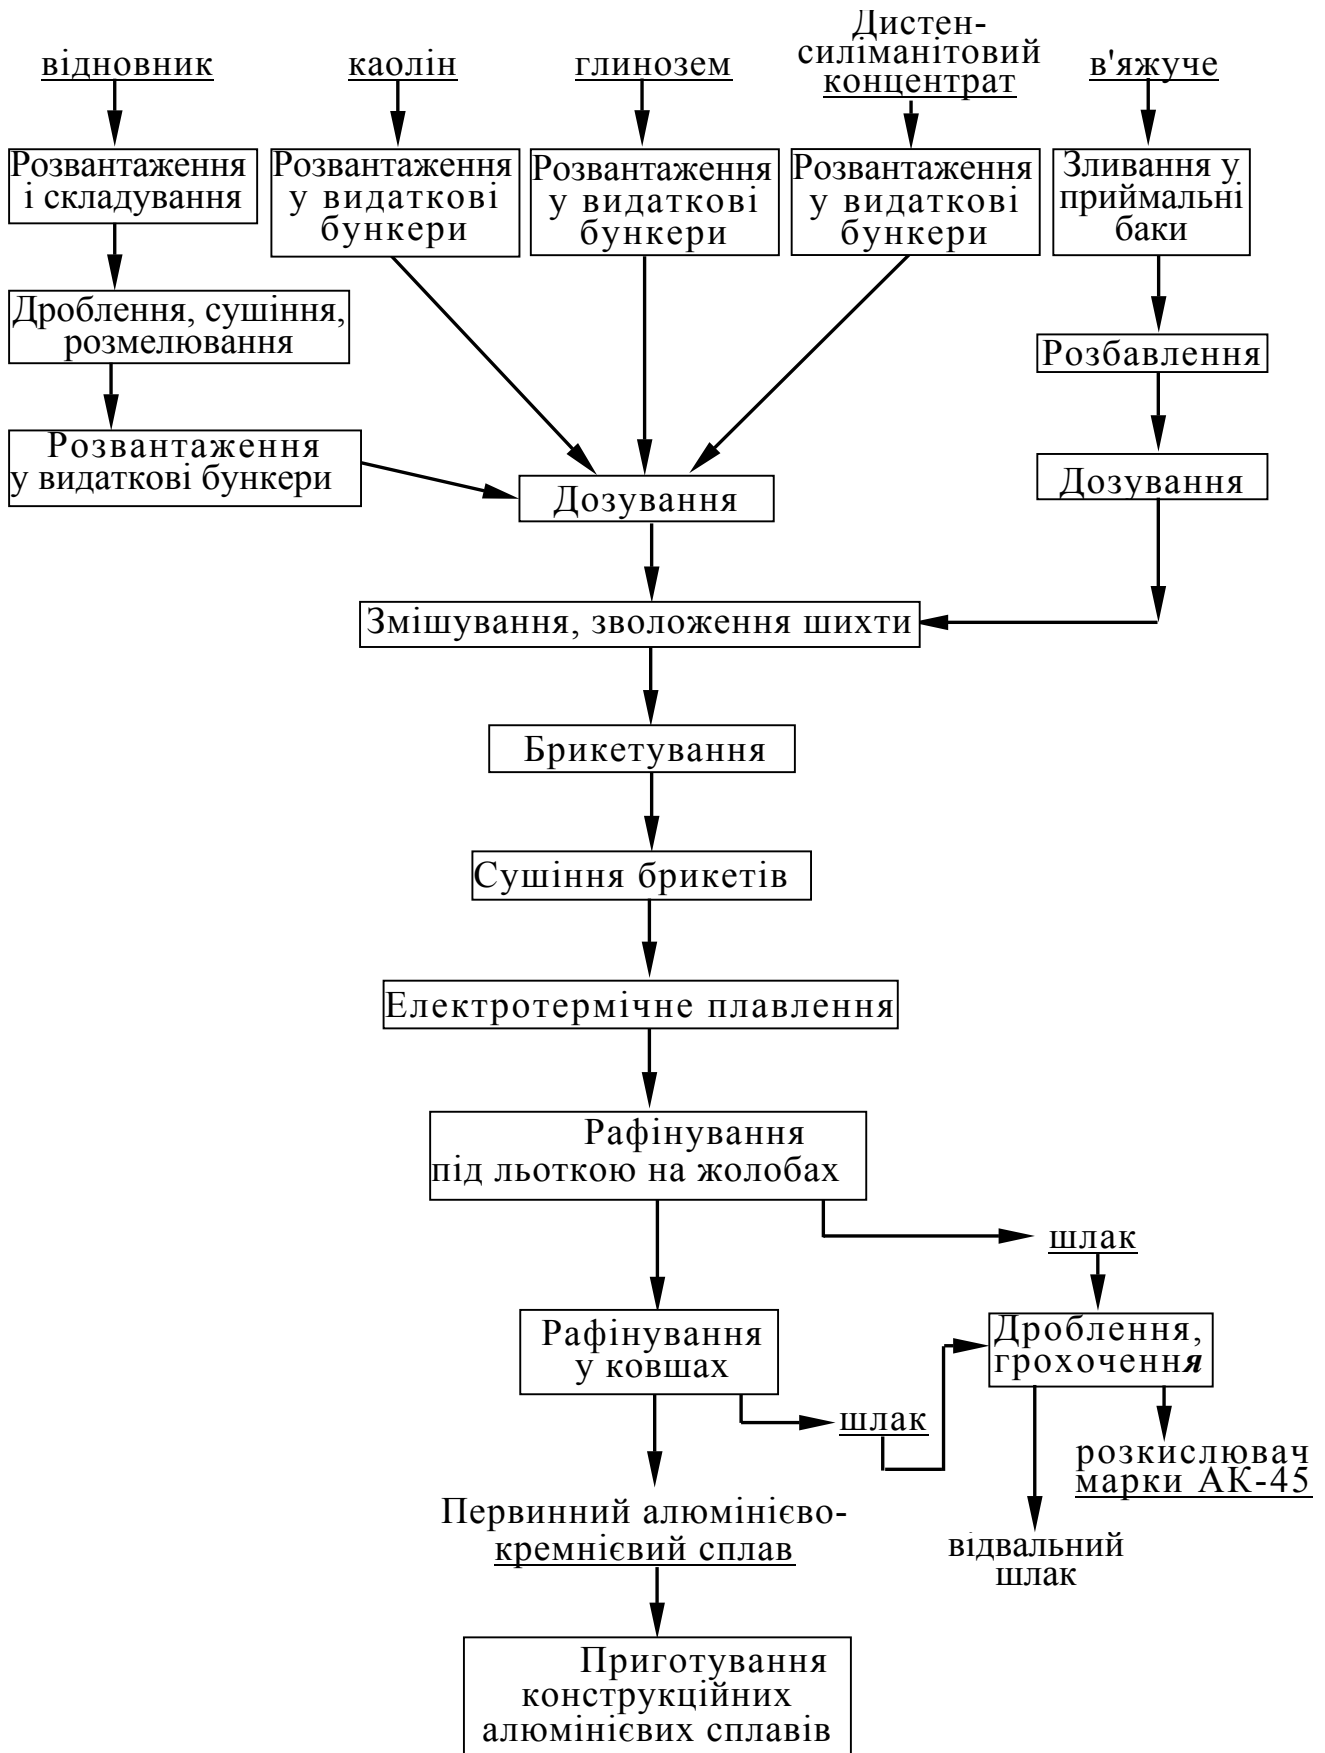 відновник
каолін
глинозем
Дистен-
силіманітовий
концентрат
в'яжуче
Розвантаження
і складування
Розвантаження
у видаткові
бункери
Розвантаження
у видаткові
бункери
Розвантаження
у видаткові
бункери
Зливання у
приймальні
баки
Дроблення, сушіння,
розмелювання
Розбавлення
Розвантаження
у видаткові бункери
Дозування
Дозування
Змішування, зволоження шихти
Брикетування
Сушіння брикетів
Електротермічне плавлення
Рафінування
під льоткою на жолобах
шлак
Рафінування
у ковшах
Дроблення,
грохочення
шлак
розкислювач
марки АК-45
Первинний алюмінієво-
кремнієвий сплав
відвальний
шлак
Приготування
конструкційних
алюмінієвих сплавів